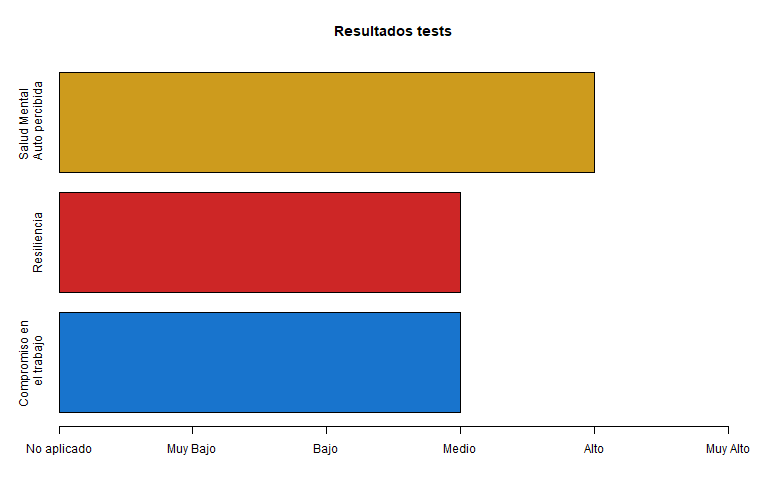 Resultados tests
Salud Mental
Auto percibida
Resiliencia
Compromiso en
el trabajo
No aplicado
Muy Bajo
Bajo
Medio
Alto
Muy Alto